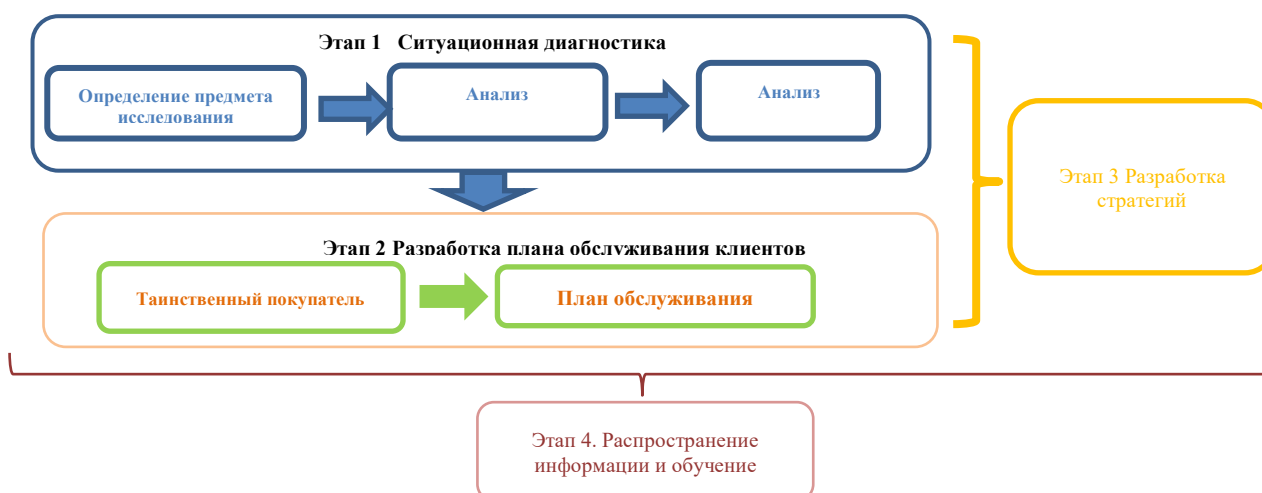 Этап 1 Ситуационная диагностика
Определение предмета
исследования
Анализ
Анализ
Этап 2 Разработка плана обслуживания клиентов
Таинственный покупатель
План обслуживания
Этап 3 Разработка
стратегий
Этап 4. Распространение
информации и обучение